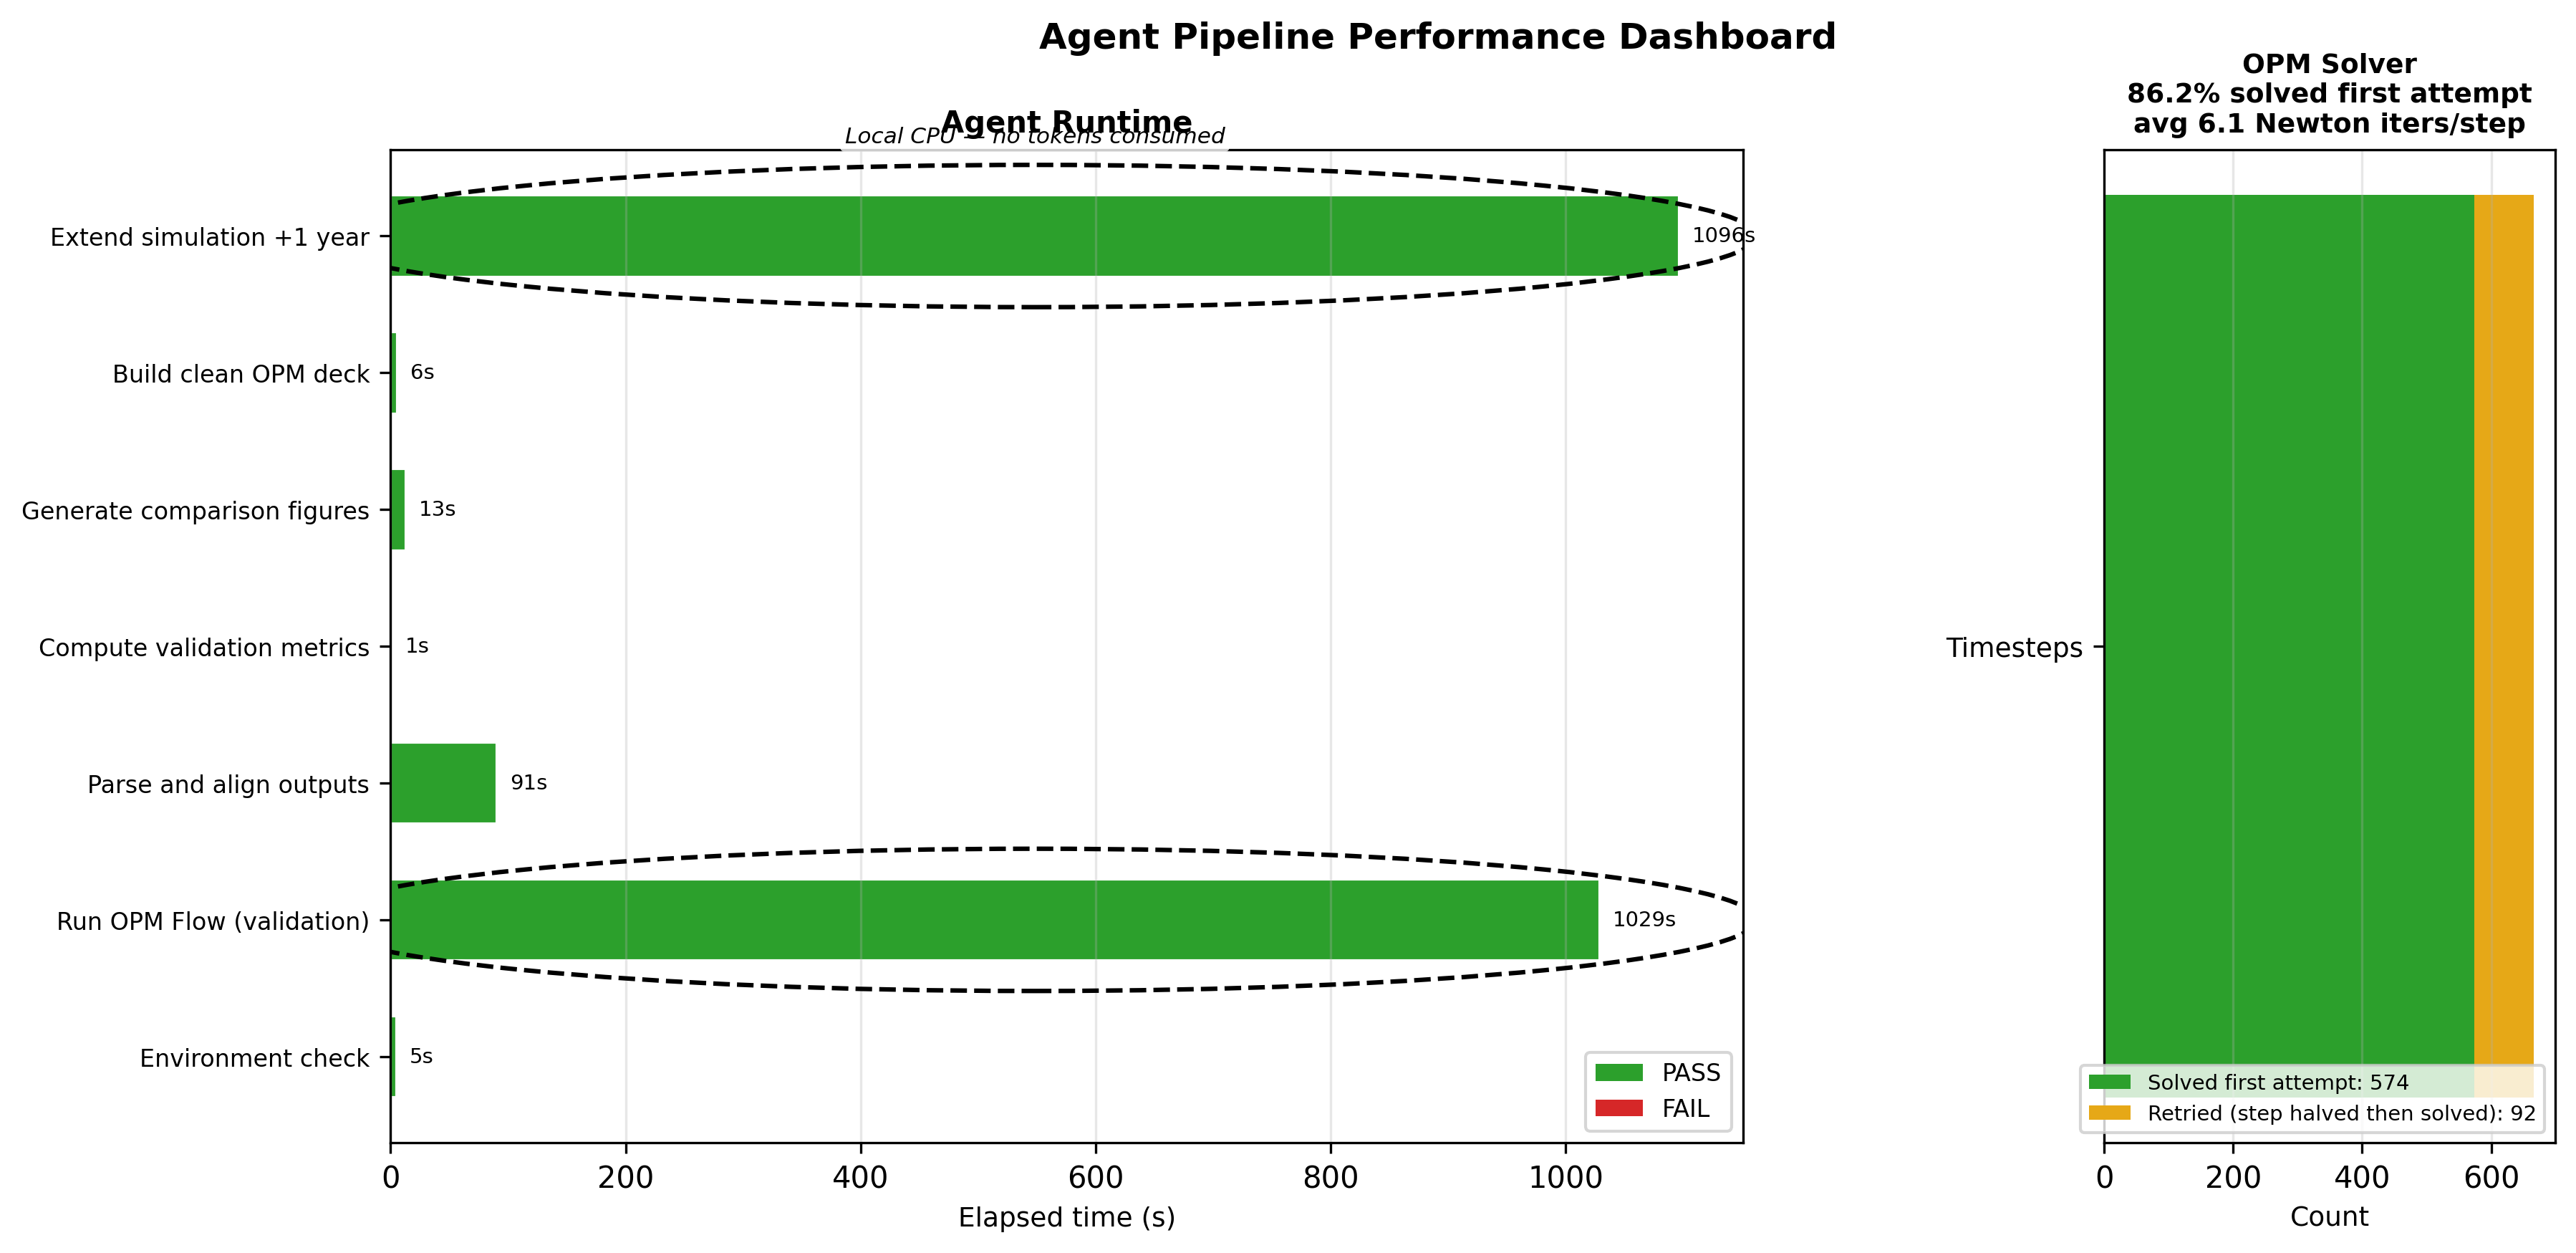 Agent Pipeline Performance Dashboard
Agent Runtime
Local CPU — no tokens consumed
Extend simulation +1 year
1096s
Build clean OPM deck
6s
Generate comparison figures
13s
Compute validation metrics
1s
Parse and align outputs
91s
Run OPM Flow (validation)
1029s
Environment check
5s
PASS
FAIL
0 200 400 600 800 1000
Elapsed time (s)
OPM Solver
86.2% solved first attempt
avg 6.1 Newton iters/step
Timesteps
Solved first attempt: 574
Retried (step halved then solved): 92
0 200 400 600
Count